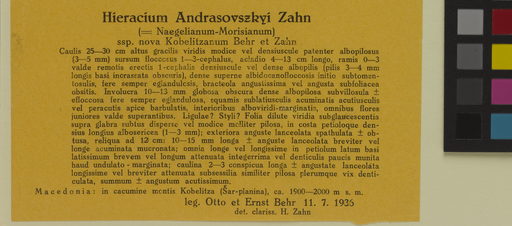 Hieracium Andrasovszkyi Zahn
(= Naegelianum-Morisianum)
ssp. nova Kobelitzanum Behr et Zahn
Caulis 25—30 cm altus gracilis viridis modice vel densiuscule patenter albopilosus
(3—5 mm) sursum floccosus 1—3-cephalus, acladio 4—13 cm longo, ramis 0—3
valde remotis erectis 1-cephalis densiuscule vel dense albopilis (pilis 3—4 mm
longis basi incrassata obscuris), dense superne albidocanofloccosis initio subtomen-
tosulis, fere semper eglandulosis, bracteola angustissima vel angusta subfoliacea
obsitis. Involucra 10—13 mm globosa obscura dense albopilosa subvillosula ±
effloccosa fere semper eglandulosa, squamis sublatiusculis acuminatis acutiusculis
vel peracutis apice barbulatis, interioribus alboviridi-marginatis, omnibus flores
juniores valde superantibus. Ligulae? Styli? Folia dilute viridia subglaucescentis
supra glabra subtus disperse vel modice molliter pilosa, in costa petioloque den-
sius longius albosericea (1—3 mm); exteriora anguste lanceolata spathulata ± ob-
tusa, reliqua ad 12 cm: 10—15 mm longa ± anguste lanceolata breviter vel
longe acuminata mucronata; omnia longe vel longissime in petiolum latum basi
latissimum brevem vel longum attenuata integerrima vel denticulis paucis munita
haud undulato-marginata; caulina 2—3 conspicua longa ± angustate lanceolata
longissime vel breviter attenuata subsessilia similiter pilosa plerumque vix denti-
culata, summum ± angustum acutissimum.
Macedonia: in cacumine montis Kobelitza (Šar-planina), ca. 1900—2000 m s. m.
leg. Otto et Ernst Behr 11. 7. 1936
det. clariss. H. Zahn